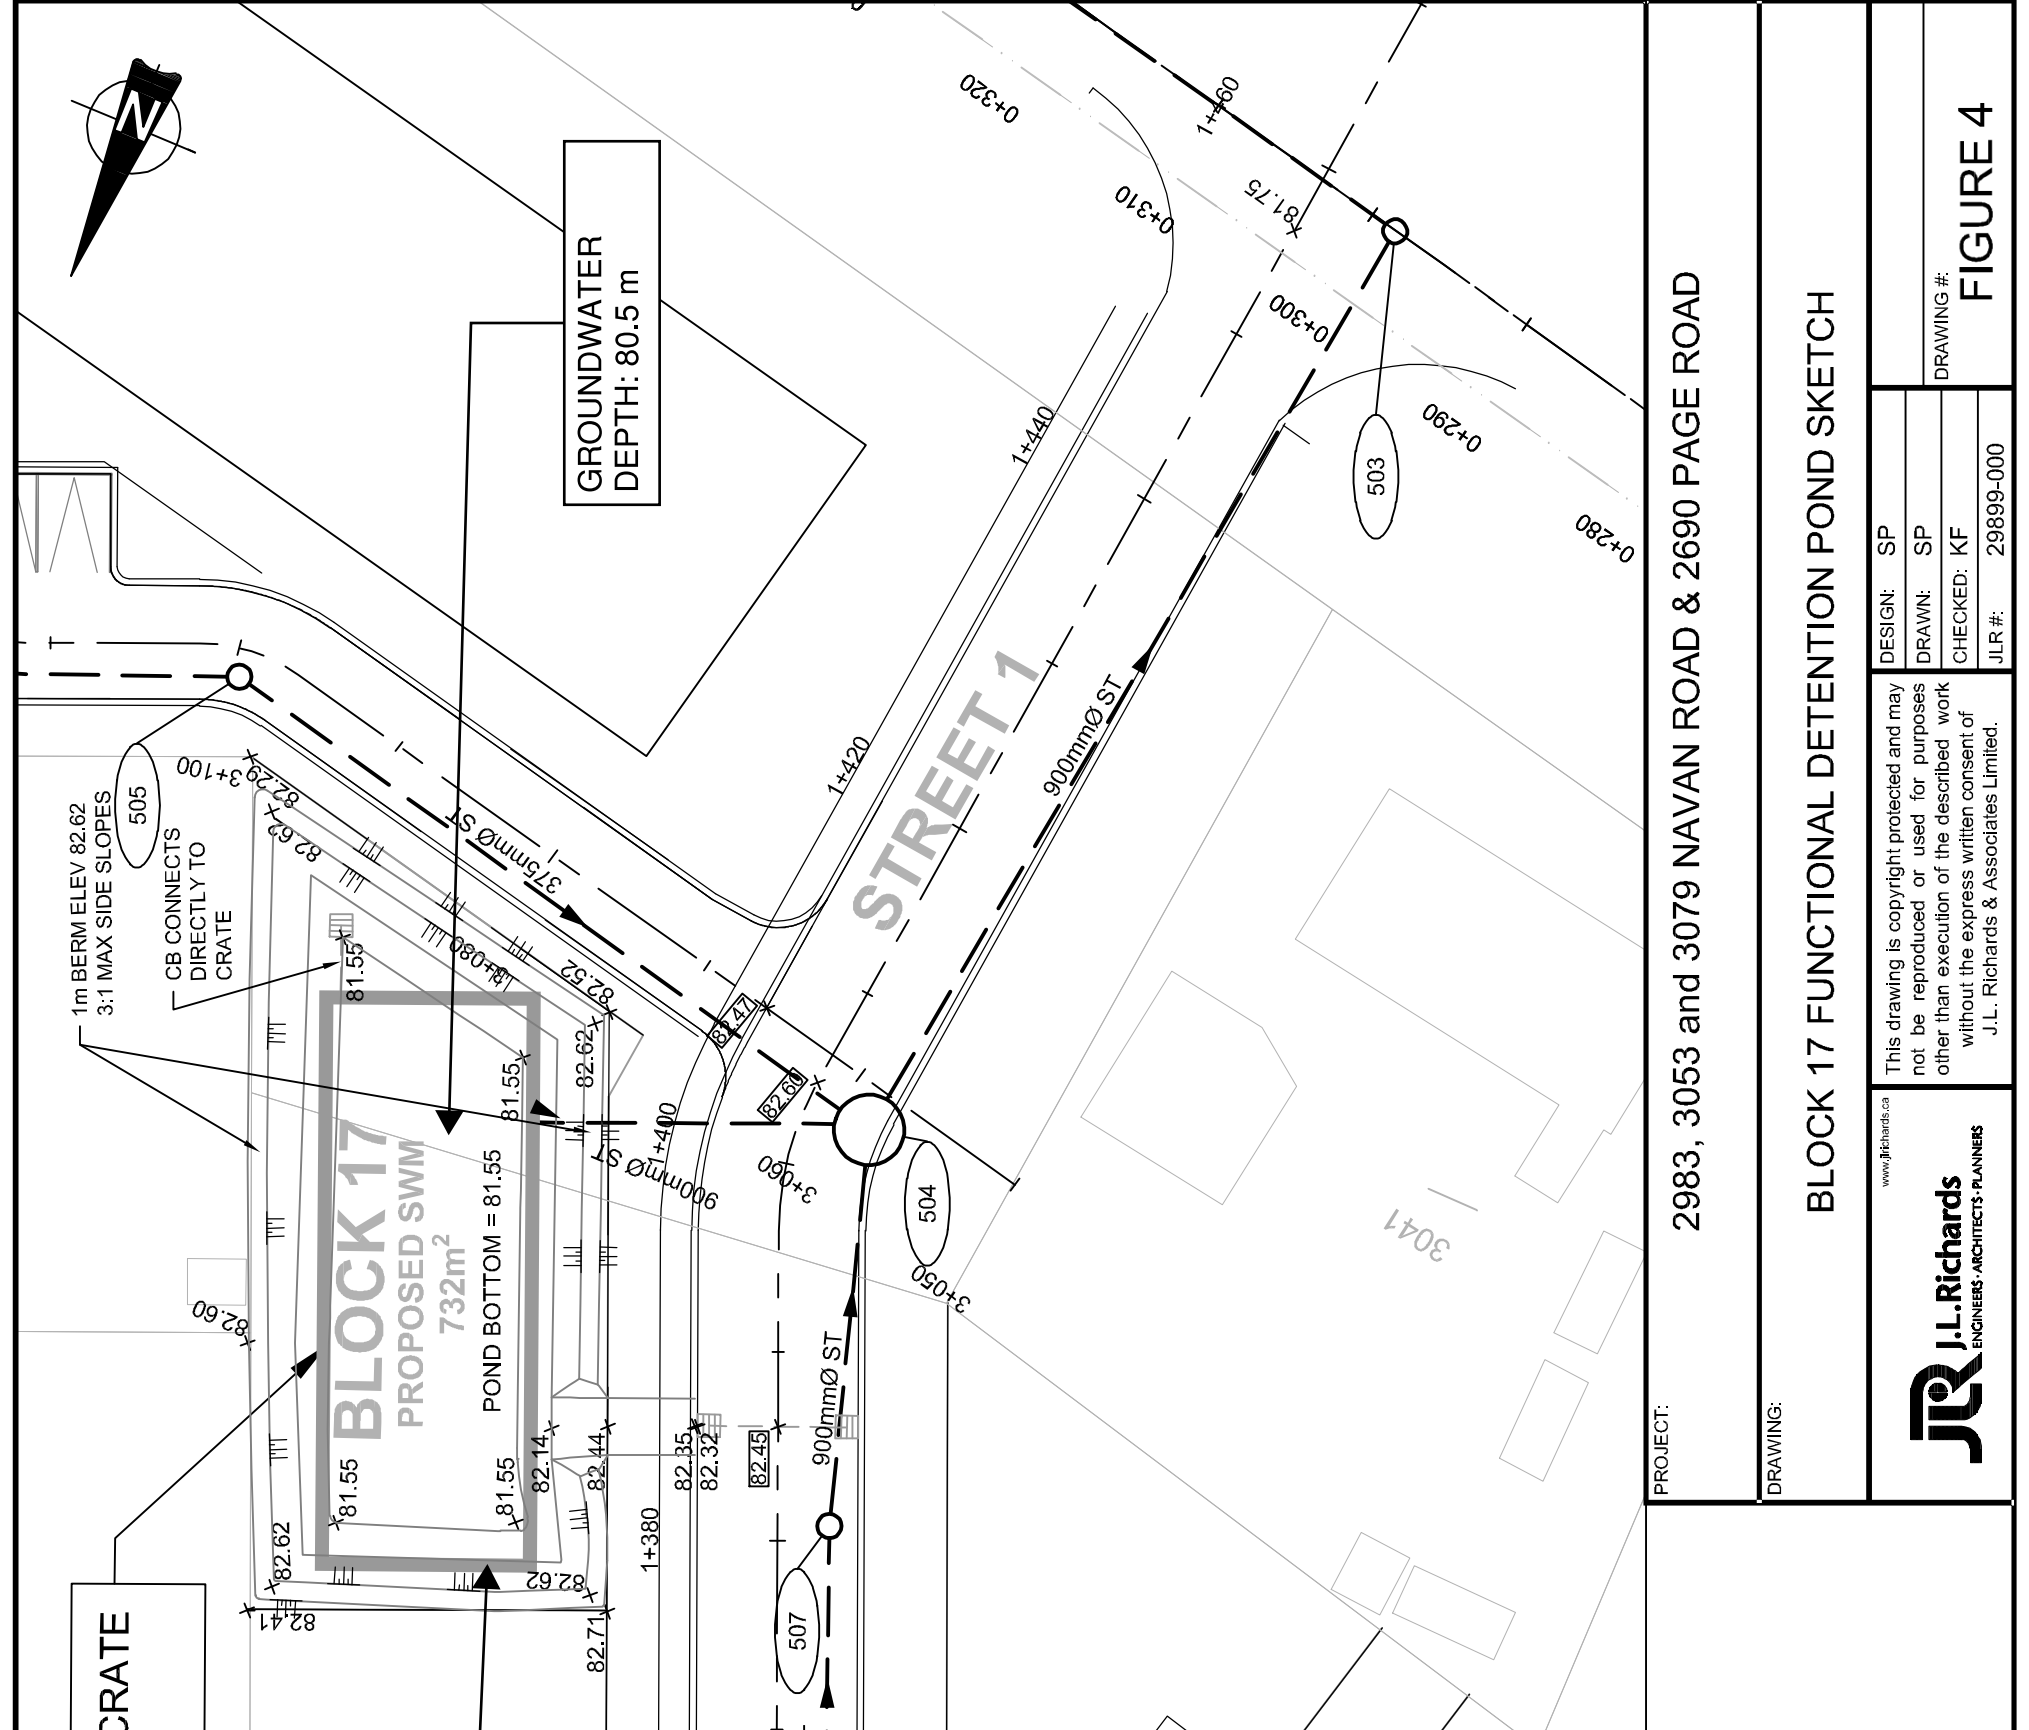 N
GROUNDWATER
DEPTH: 80.5 m
1m BERM ELEV 82.62
3:1 MAX SIDE SLOPES
CB CONNECTS
DIRECTLY TO
CRATE
CRATE
BLOCK 17
PROPOSED SWM
732m²
POND BOTTOM = 81.55
STREET 1
505
504
503
507
375mmØ ST
900mmØ ST
900mmØ ST
900mmØ ST
3+100
3+080
3+060
3+050
1+380
1+400
1+420
1+440
1+460
0+320
0+310
0+300
0+290
0+280
81.75
82.29
82.62
82.52
82.62
82.47
82.60
81.55
81.55
81.55
81.55
82.60
82.62
82.41
82.62
82.71
82.14
82.44
82.35
82.32
82.45
3041
PROJECT:
2983, 3053 and 3079 NAVAN ROAD & 2690 PAGE ROAD
DRAWING:
BLOCK 17 FUNCTIONAL DETENTION POND SKETCH
www.jlrichards.ca
JLR
J.L.Richards
ENGINEERS·ARCHITECTS·PLANNERS
This drawing is copyright protected and may
not be reproduced or used for purposes
other than execution of the described work
without the express written consent of
J.L. Richards & Associates Limited.
DESIGN: SP
DRAWN: SP
CHECKED: KF
JLR #: 29899-000
DRAWING #:
FIGURE 4